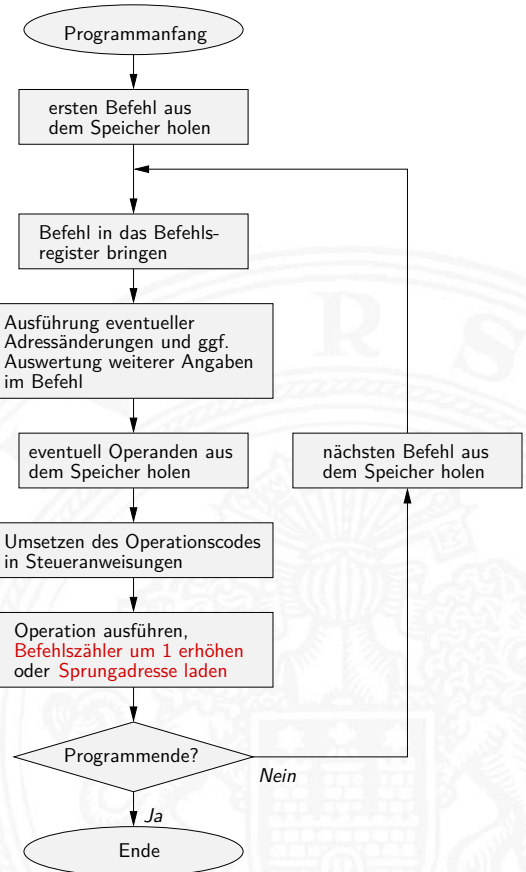 Programmanfang
ersten Befehl aus
dem Speicher holen
Befehl in das Befehls-
register bringen
Ausführung eventueller
Adressänderungen und ggf.
Auswertung weiterer Angaben
im Befehl
eventuell Operanden aus
dem Speicher holen
nächsten Befehl aus
dem Speicher holen
Umsetzen des Operationscodes
in Steueranweisungen
Operation ausführen,
Befehlszähler um 1 erhöhen
oder Sprungadresse laden
Programmende?
Nein
Ja
Ende
R S